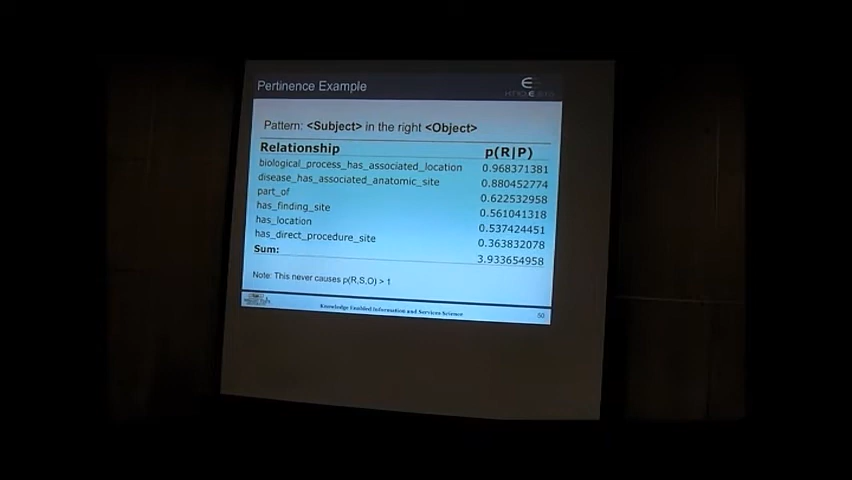 Pertinence Example
Pattern: <Subject> in the right <Object>
Relationship p(R|P)
biological_process_has_associated_location 0.968371381
disease_has_associated_anatomic_site 0.880452774
part_of 0.622532958
has_finding_site 0.561041318
has_location 0.537424451
has_direct_procedure_site 0.363832078
Sum: 3.933654958
Note: This never causes p(R,S,O) > 1
Knowledge Enabled Information and Services Science 50